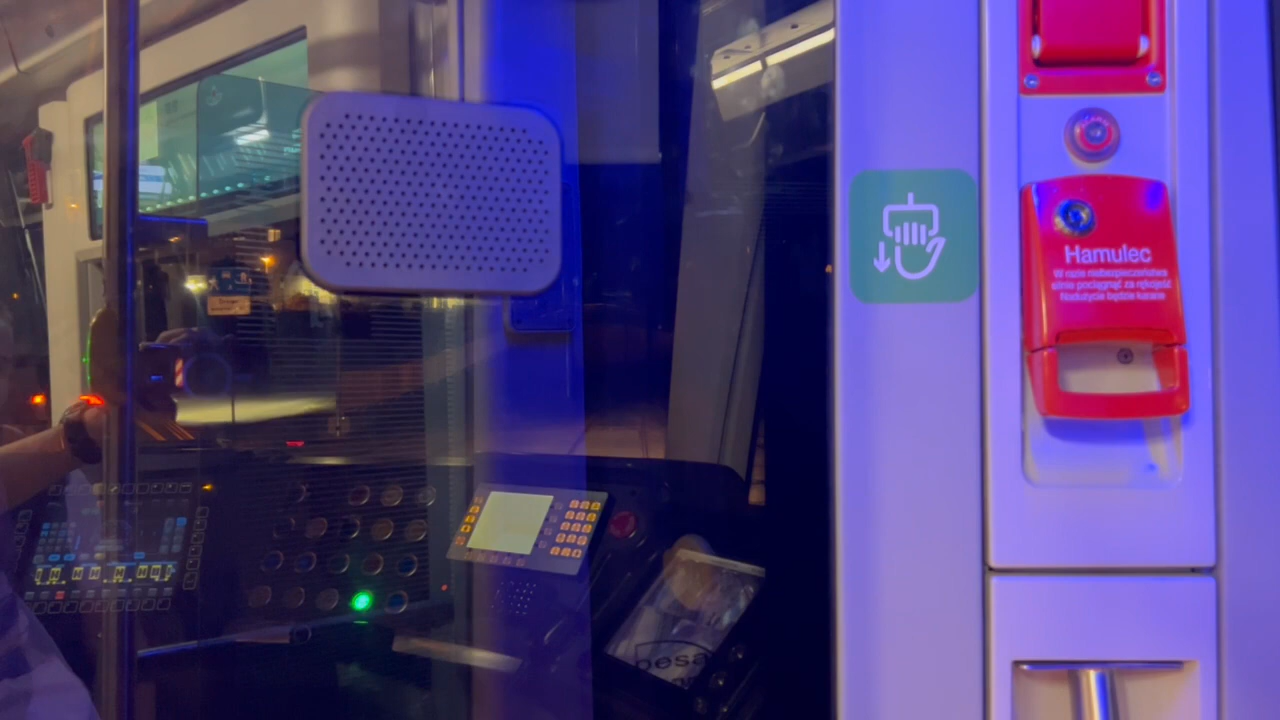 Hamulec
W razie niebezpieczeństwa
silnie pociągnąć za rękojeść
Nadużycie będzie karane
pesa